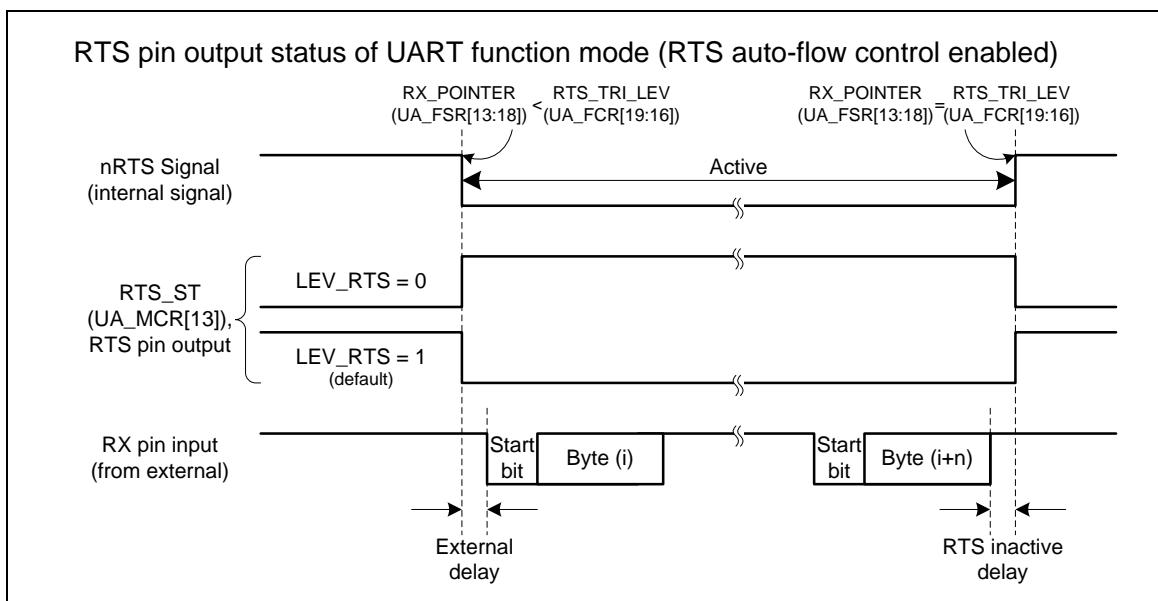 RTS pin output status of UART function mode (RTS auto-flow control enabled)
RX_POINTER < RTS_TRI_LEV
(UA_FSR[13:18]) (UA_FCR[19:16])
RX_POINTER = RTS_TRI_LEV
(UA_FSR[13:18]) (UA_FCR[19:16])
nRTS Signal
(internal signal)
Active
RTS_ST
(UA_MCR[13]),
RTS pin output
LEV_RTS = 0
LEV_RTS = 1
(default)
RX pin input
(from external)
Start
bit
Byte (i)
Start
bit
Byte (i+n)
External
delay
RTS inactive
delay